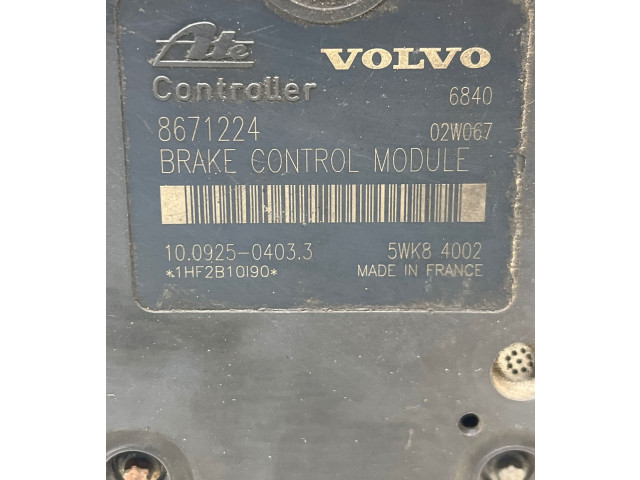 Ate VOLVO
Controller 6840
8671224 02W067
BRAKE CONTROL MODULE
10.0925-0403.3 5WK8 4002
*1HF2B10I90* MADE IN FRANCE